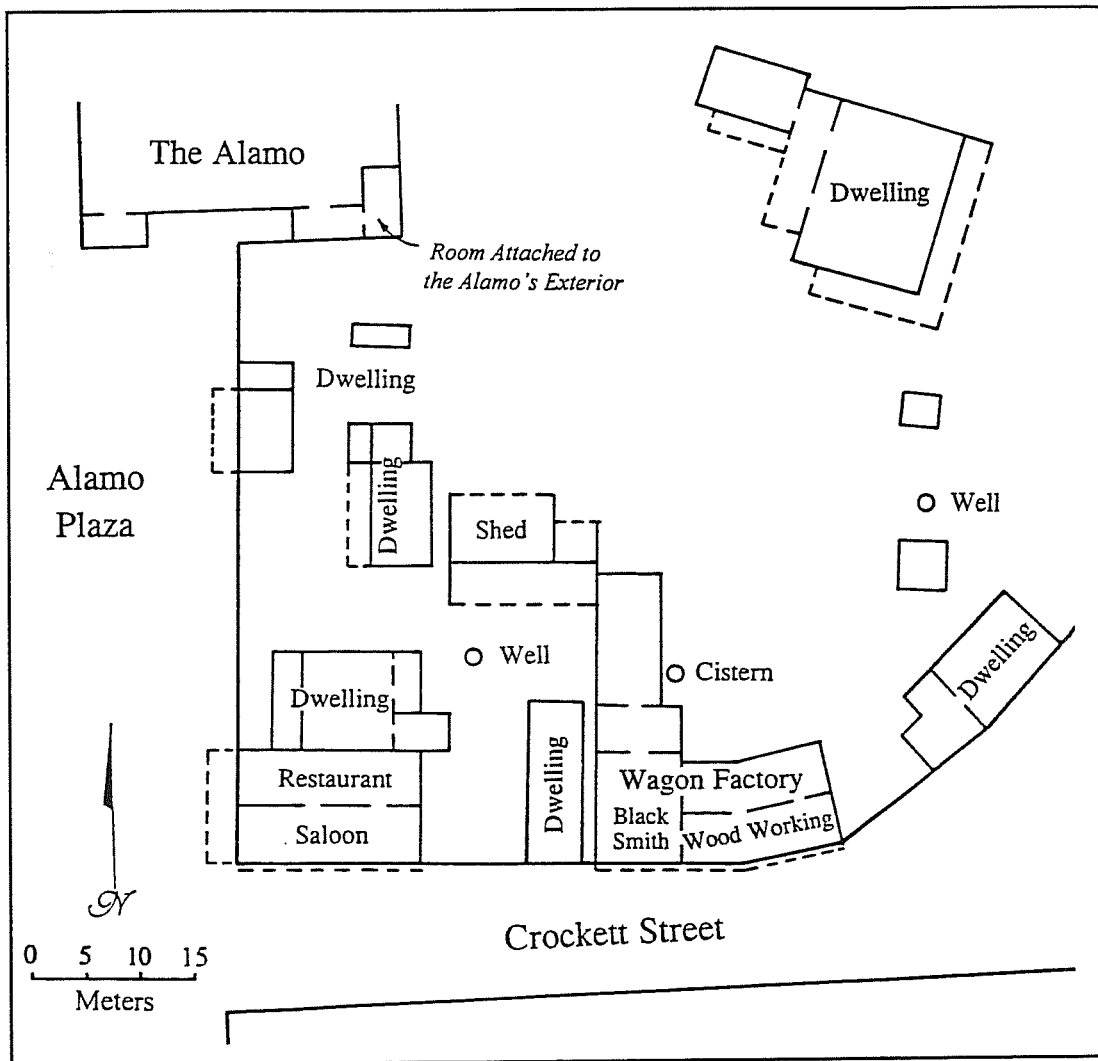 The Alamo
Dwelling
Room Attached to
the Alamo's Exterior
Dwelling
Alamo
Plaza
Dwelling
Shed
Well
Well
Cistern
Dwelling
Dwelling
Restaurant
Saloon
Dwelling
Wagon Factory
Black
Smith
Wood Working
N
Crockett Street
0 5 10 15
Meters